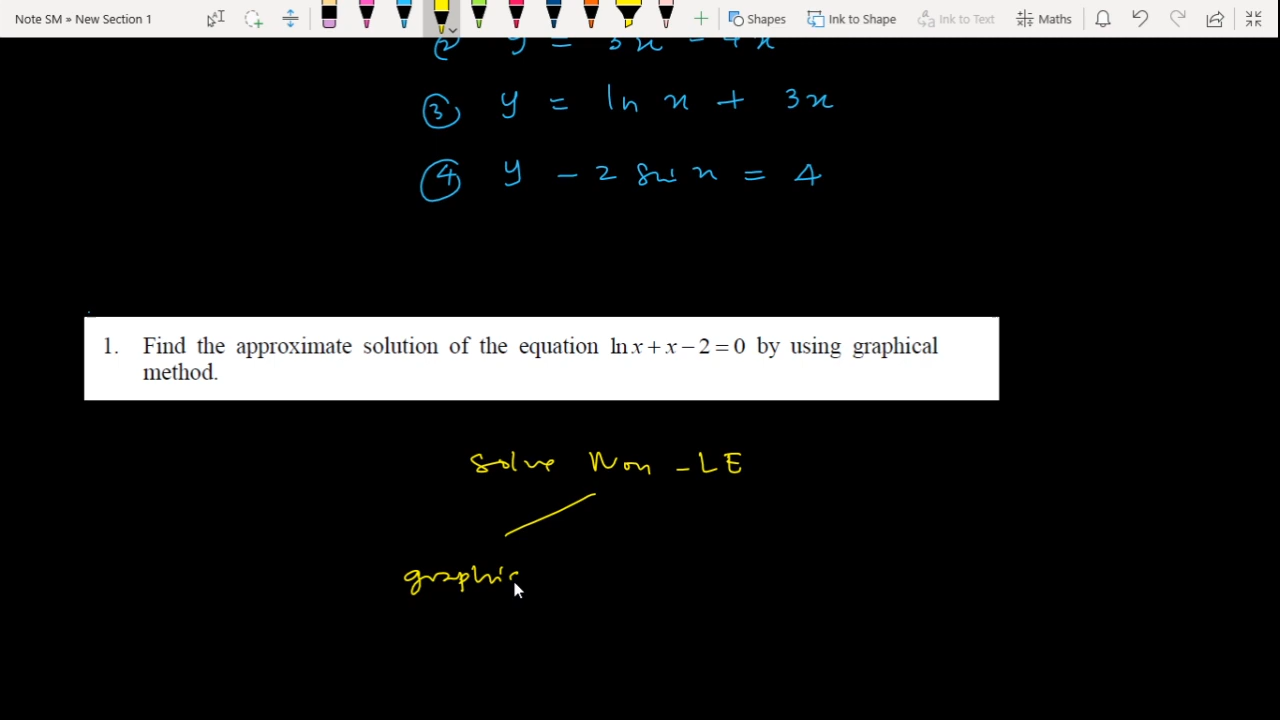 Note SM » New Section 1
Shapes
Ink to Shape
Ink to Text
Maths
② y =
③ y = ln x + 3x
④ y - 2 sin x = 4
1. Find the approximate solution of the equation ln x + x − 2 = 0 by using graphical
method.
Solve Non - LE
graphic